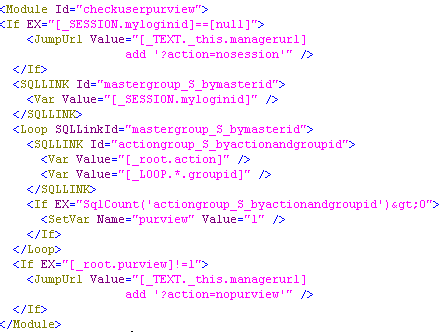 <Module Id="checkuserpurview">
<If EX="[_SESSION.myloginid]==[null]">
<JumpUrl Value="[_TEXT._this.managerurl]
add '?action=nosession'" />
</If>
<SQLLINK Id="mastergroup_S_bymasterid">
<Var Value="[_SESSION.myloginid]" />
</SQLLINK>
<Loop SQLLinkId="mastergroup_S_bymasterid">
<SQLLINK Id="actiongroup_S_byactionandgroupid">
<Var Value="[_root.action]" />
<Var Value="[_LOOP.*.groupid]" />
</SQLLINK>
<If EX="SqlCount('actiongroup_S_byactionandgroupid')&gt;0">
<SetVar Name="purview" Value="1" />
</If>
</Loop>
<If EX="[_root.purview]!=1">
<JumpUrl Value="[_TEXT._this.managerurl]
add '?action=nopurview'" />
</If>
</Module>